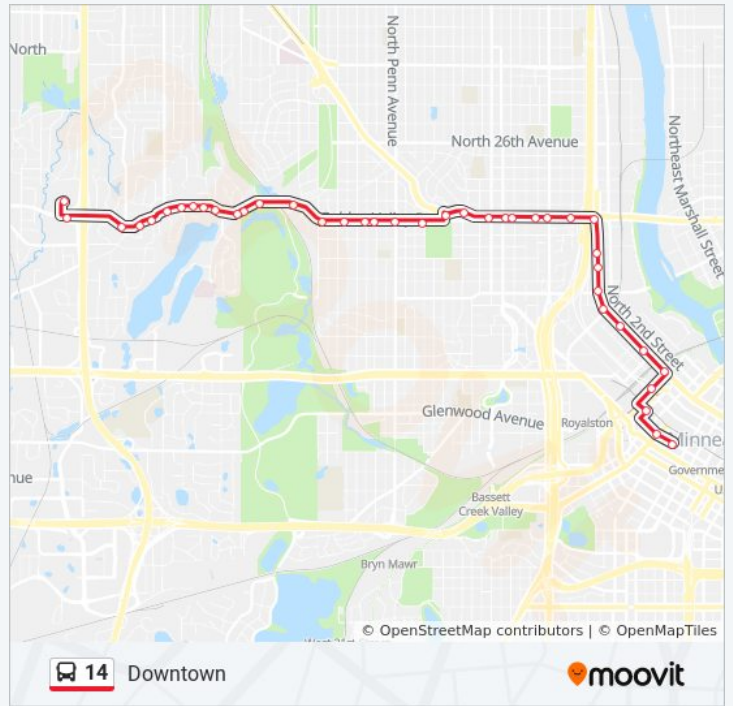 North
North Penn Avenue
North 26th Avenue
Northeast Marshall Street
North 2nd Street
Glenwood Avenue
Royalston
Minnea
Governme
U
nue
Bassett
Creek Valley
Bryn Mawr
© OpenStreetMap contributors | © OpenMapTiles
14 Downtown
moovit